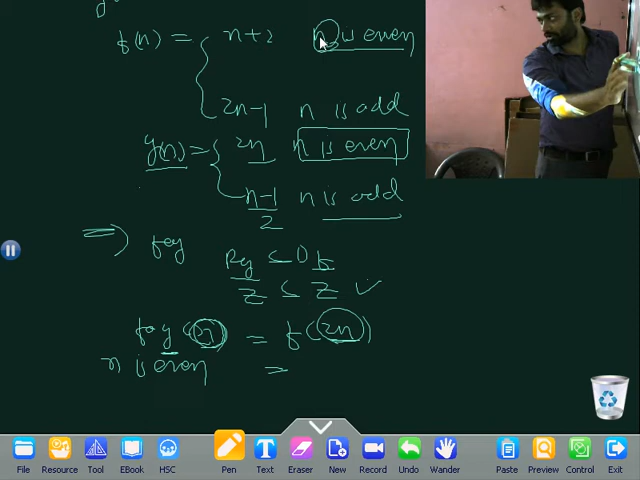 f(n) = { n+2 n is even
2n-1 n is odd
g(n) = { 2n n is even
n-1/2 n is odd
⇒ fog
Rg ⊆ Df
Z ⊆ Z ✓
fog(n) = f(2n)
n is even =
File Resource Tool EBook HSC Pen Text Eraser New Record Undo Wander Paste Preview Control Exit